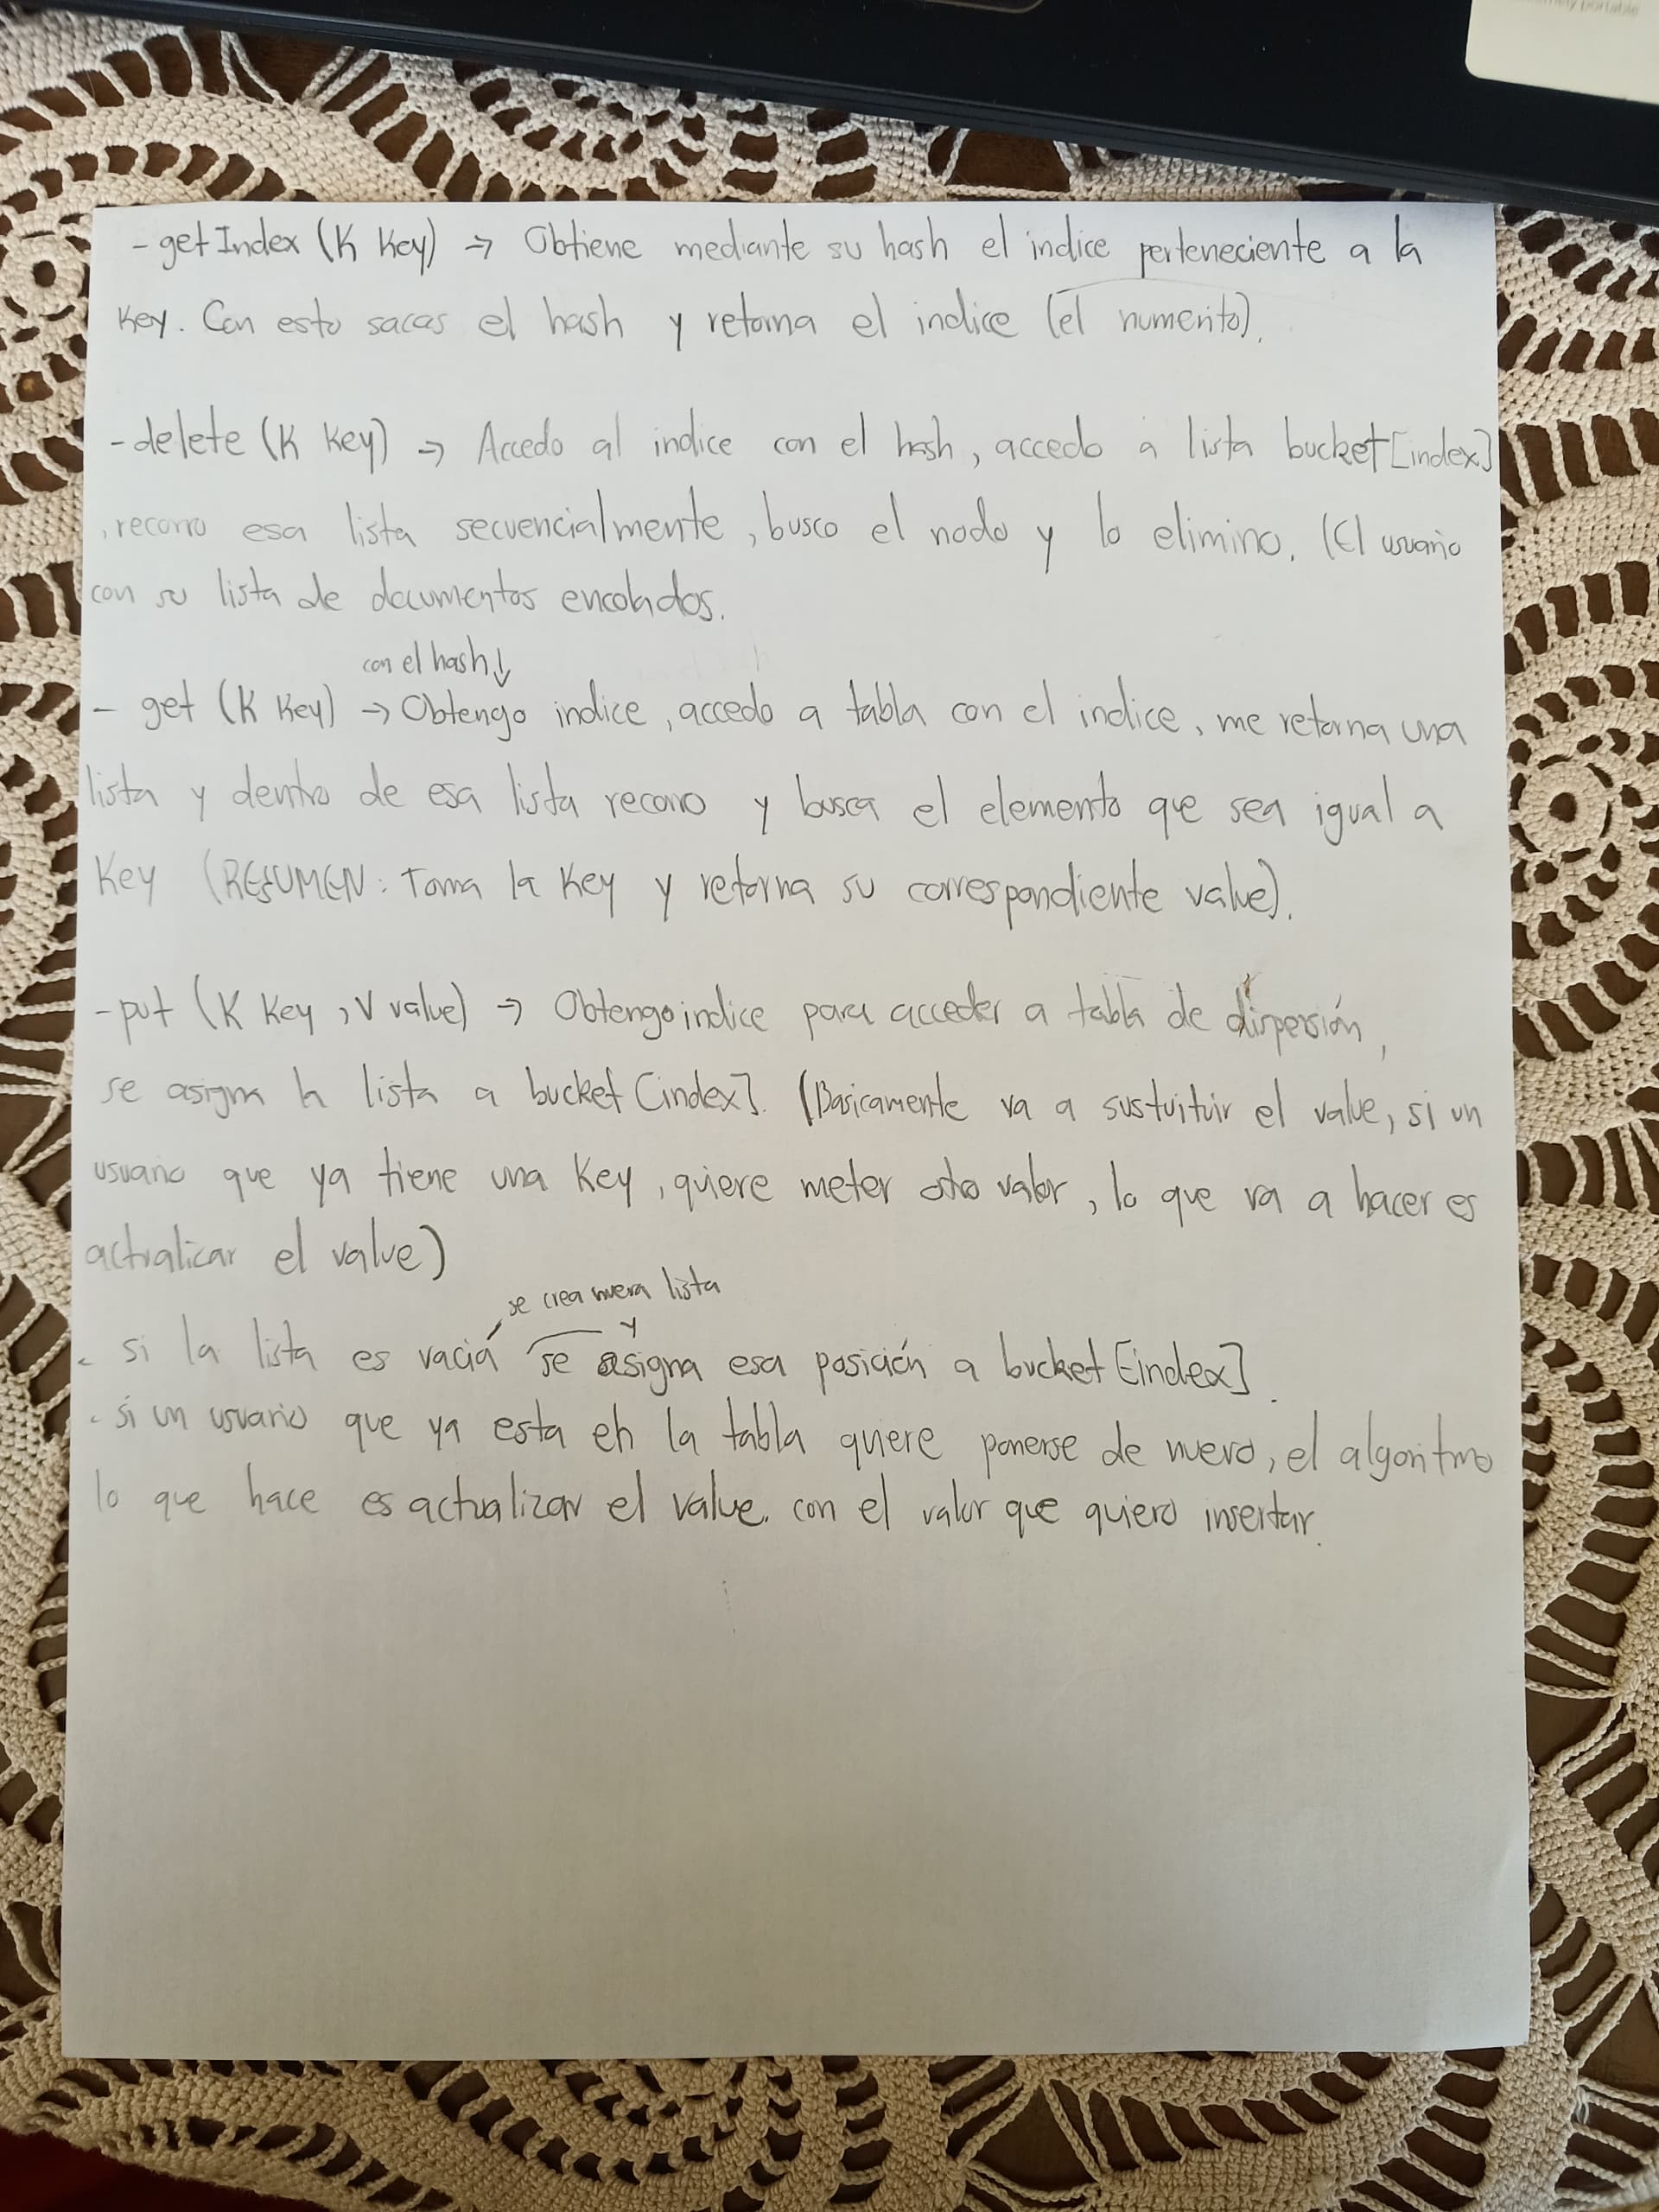 - getIndex (K Key) → Obtiene mediante su hash el indice perteneciente a la
Key. Con esto sacas el hash y retorna el indice (el numerito).
- delete (K Key) → Accedo al indice con el hash, accedo a lista bucket[index]
, recorro esa lista secuencialmente, busco el nodo y lo elimino. (El usuario
con su lista de documentos encolados.
con el hash ↓
- get (K Key) → Obtengo indice, accedo a tabla con el indice, me retorna una
lista y dentro de esa lista recorro y busca el elemento que sea igual a
Key (RESUMEN: Toma la Key y retorna su correspondiente value).
- put (K Key, V value) → Obtengo indice para acceder a tabla de dispersión,
se asigna la lista a bucket [index]. (Basicamente va a sustuituir el value, si un
usuario que ya tiene una Key, quiere meter otro valor, lo que va a hacer es
actualizar el value)
se crea nueva lista
y
- si la lista es vacia se asigna esa posición a bucket [index].
- si un usuario que ya esta en la tabla quiere ponerse de nuevo, el algoritmo
lo que hace es actualizar el value. con el valor que quiero insertar.